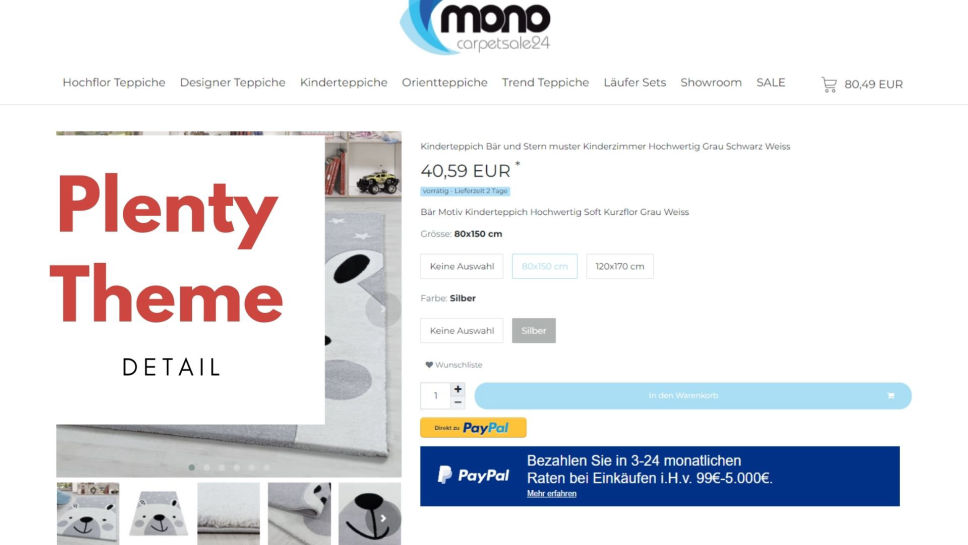 mono
carpetsale24
Hochflor Teppiche Designer Teppiche Kinderteppiche Orientteppiche Trend Teppiche Läufer Sets Showroom SALE 80,49 EUR
Plenty
Theme
DETAIL
Kinderteppich Bär und Stern muster Kinderzimmer Hochwertig Grau Schwarz Weiss
40,59 EUR *
Vorrätig - Lieferzeit 2 Tage
Bär Motiv Kinderteppich Hochwertig Soft Kurzflor Grau Weiss
Grösse: 80x150 cm
Keine Auswahl 80x150 cm 120x170 cm
Farbe: Silber
Keine Auswahl Silber
Wunschliste
1 + −
In den Warenkorb
Direkt zu PayPal
PayPal
Bezahlen Sie in 3-24 monatlichen
Raten bei Einkäufen i.H.v. 99€-5.000€.
Mehr erfahren